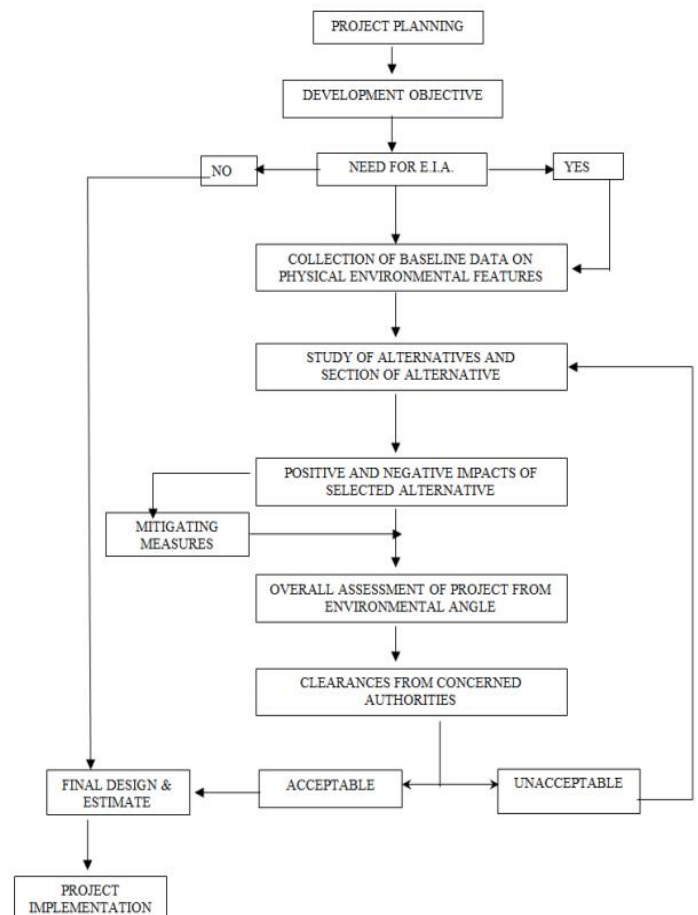 PROJECT PLANNING
DEVELOPMENT OBJECTIVE
NO
NEED FOR E.I.A.
YES
COLLECTION OF BASELINE DATA ON
PHYSICAL ENVIRONMENTAL FEATURES
STUDY OF ALTERNATIVES AND
SECTION OF ALTERNATIVE
POSITIVE AND NEGATIVE IMPACTS OF
SELECTED ALTERNATIVE
MITIGATING
MEASURES
OVERALL ASSESSMENT OF PROJECT FROM
ENVIRONMENTAL ANGLE
CLEARANCES FROM CONCERNED
AUTHORITIES
FINAL DESIGN &
ESTIMATE
ACCEPTABLE
UNACCEPTABLE
PROJECT
IMPLEMENTATION